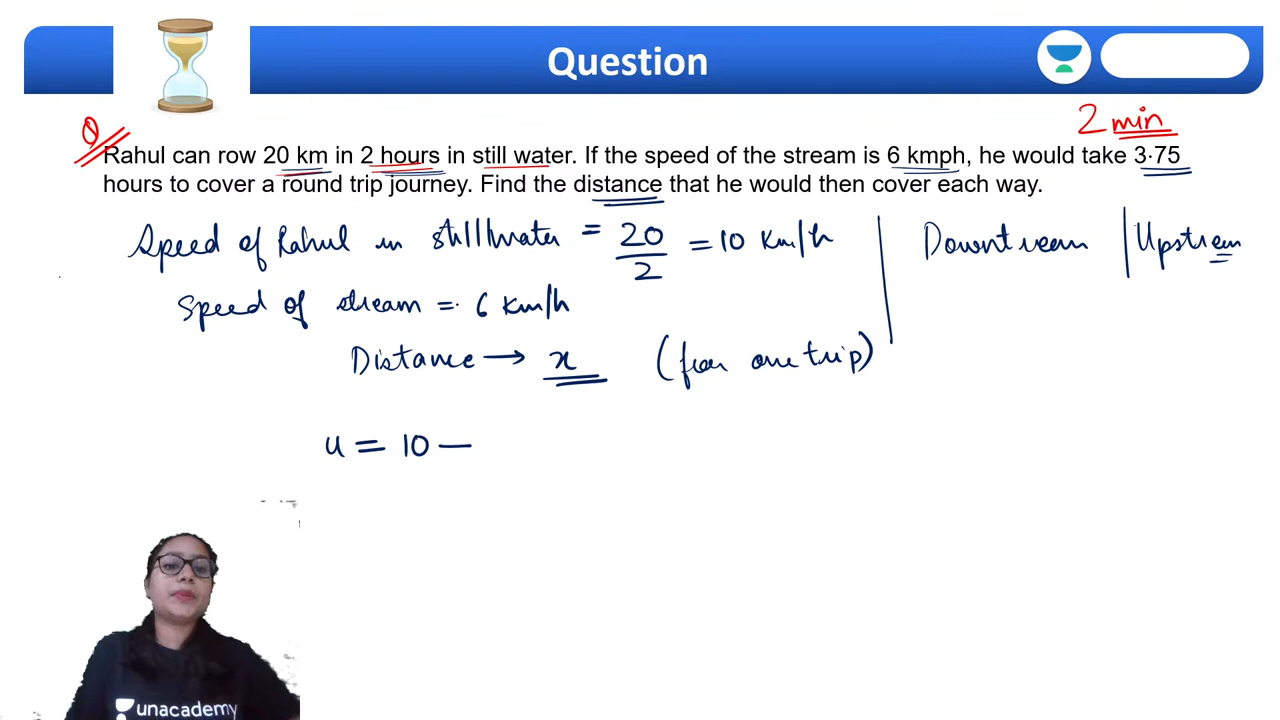 Question
2 min
Q
Rahul can row 20 km in 2 hours in still water. If the speed of the stream is 6 kmph, he would take 3·75
hours to cover a round trip journey. Find the distance that he would then cover each way.
Speed of Rahul in stillwater = 20/2 = 10 Km/h | Downtream | Upstream
Speed of stream = 6 Km/h
Distance → x (for one trip)
u = 10 —
unacademy